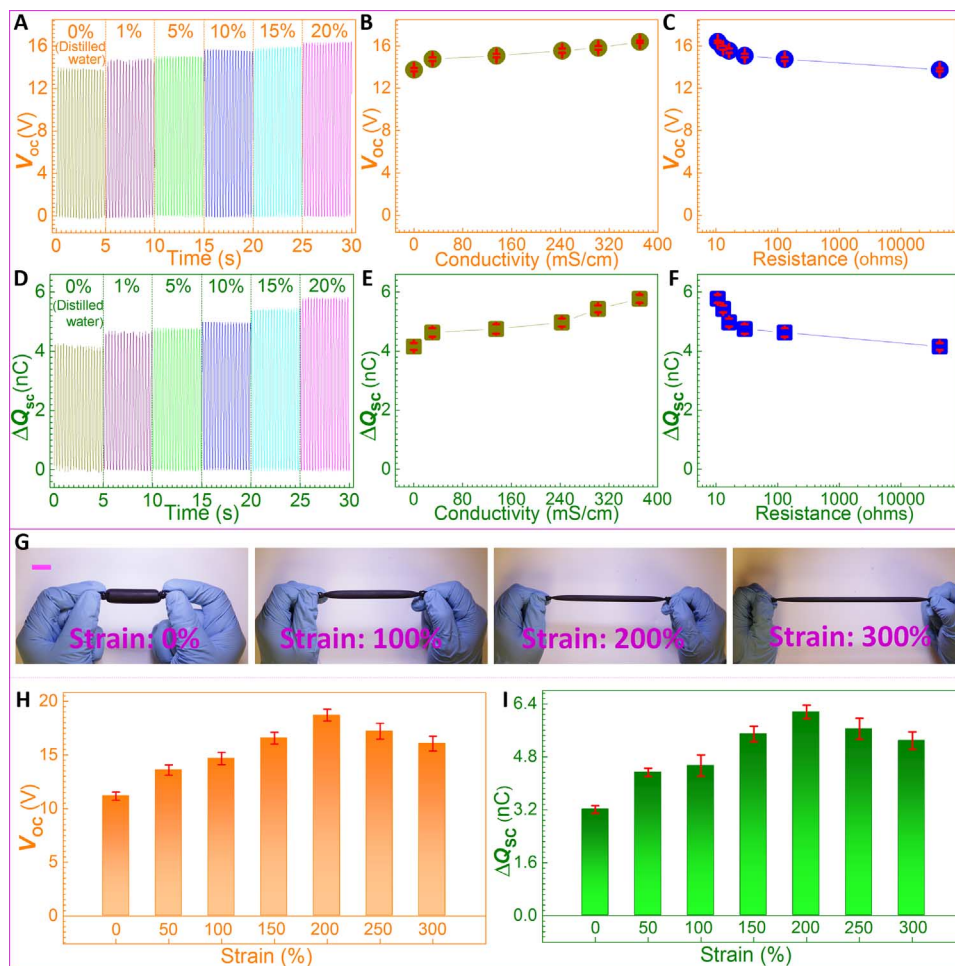 A
0%
(Distilled
water)
1%
5%
10%
15%
20%
16
12
8
4
0
Voc (V)
0 5 10 15 20 25 30
Time (s)
B
16
12
8
4
0
Voc (V)
0 80 160 240 320 400
Conductivity (mS/cm)
C
16
12
8
4
0
Voc (V)
10 100 1000 10000
Resistance (ohms)
D
0%
(Distilled
water)
1%
5%
10%
15%
20%
6
4
2
0
ΔQsc (nC)
0 5 10 15 20 25 30
Time (s)
E
6
4
2
0
ΔQsc (nC)
0 80 160 240 320 400
Conductivity (mS/cm)
F
6
4
2
0
ΔQsc (nC)
10 100 1000 10000
Resistance (ohms)
G
Strain: 0%
Strain: 100%
Strain: 200%
Strain: 300%
H
20
15
10
5
0
Voc (V)
0 50 100 150 200 250 300
Strain (%)
I
6.4
4.8
3.2
1.6
0.0
ΔQsc (nC)
0 50 100 150 200 250 300
Strain (%)